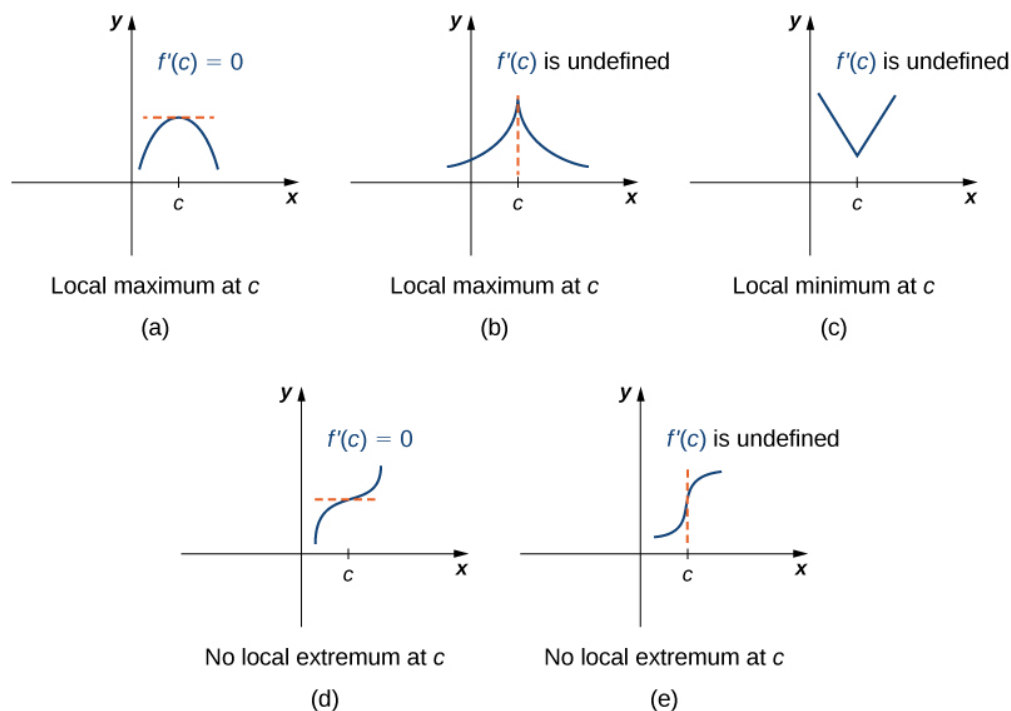 y
f'(c) = 0
c
x
Local maximum at c
(a)
y
f'(c) is undefined
c
x
Local maximum at c
(b)
y
f'(c) is undefined
c
x
Local minimum at c
(c)
y
f'(c) = 0
c
x
No local extremum at c
(d)
y
f'(c) is undefined
c
x
No local extremum at c
(e)